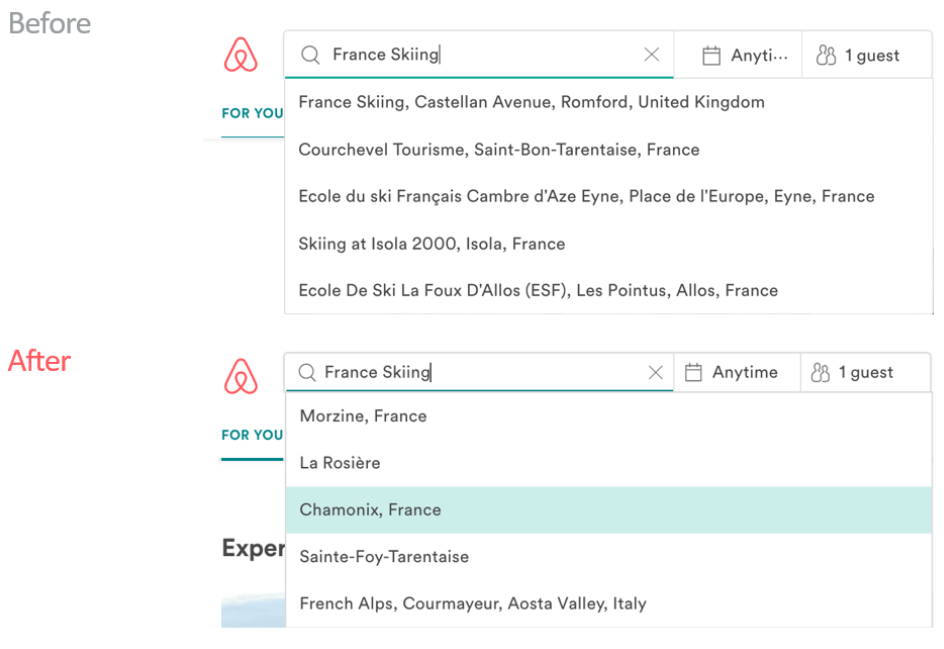 Before
France Skiing
Anyti...
1 guest
FOR YOU
France Skiing, Castellan Avenue, Romford, United Kingdom
Courchevel Tourisme, Saint-Bon-Tarentaise, France
Ecole du ski Français Cambre d'Aze Eyne, Place de l'Europe, Eyne, France
Skiing at Isola 2000, Isola, France
Ecole De Ski La Foux D'Allos (ESF), Les Pointus, Allos, France
After
France Skiing
Anytime
1 guest
FOR YOU
Morzine, France
La Rosière
Chamonix, France
Exper
Sainte-Foy-Tarentaise
French Alps, Courmayeur, Aosta Valley, Italy